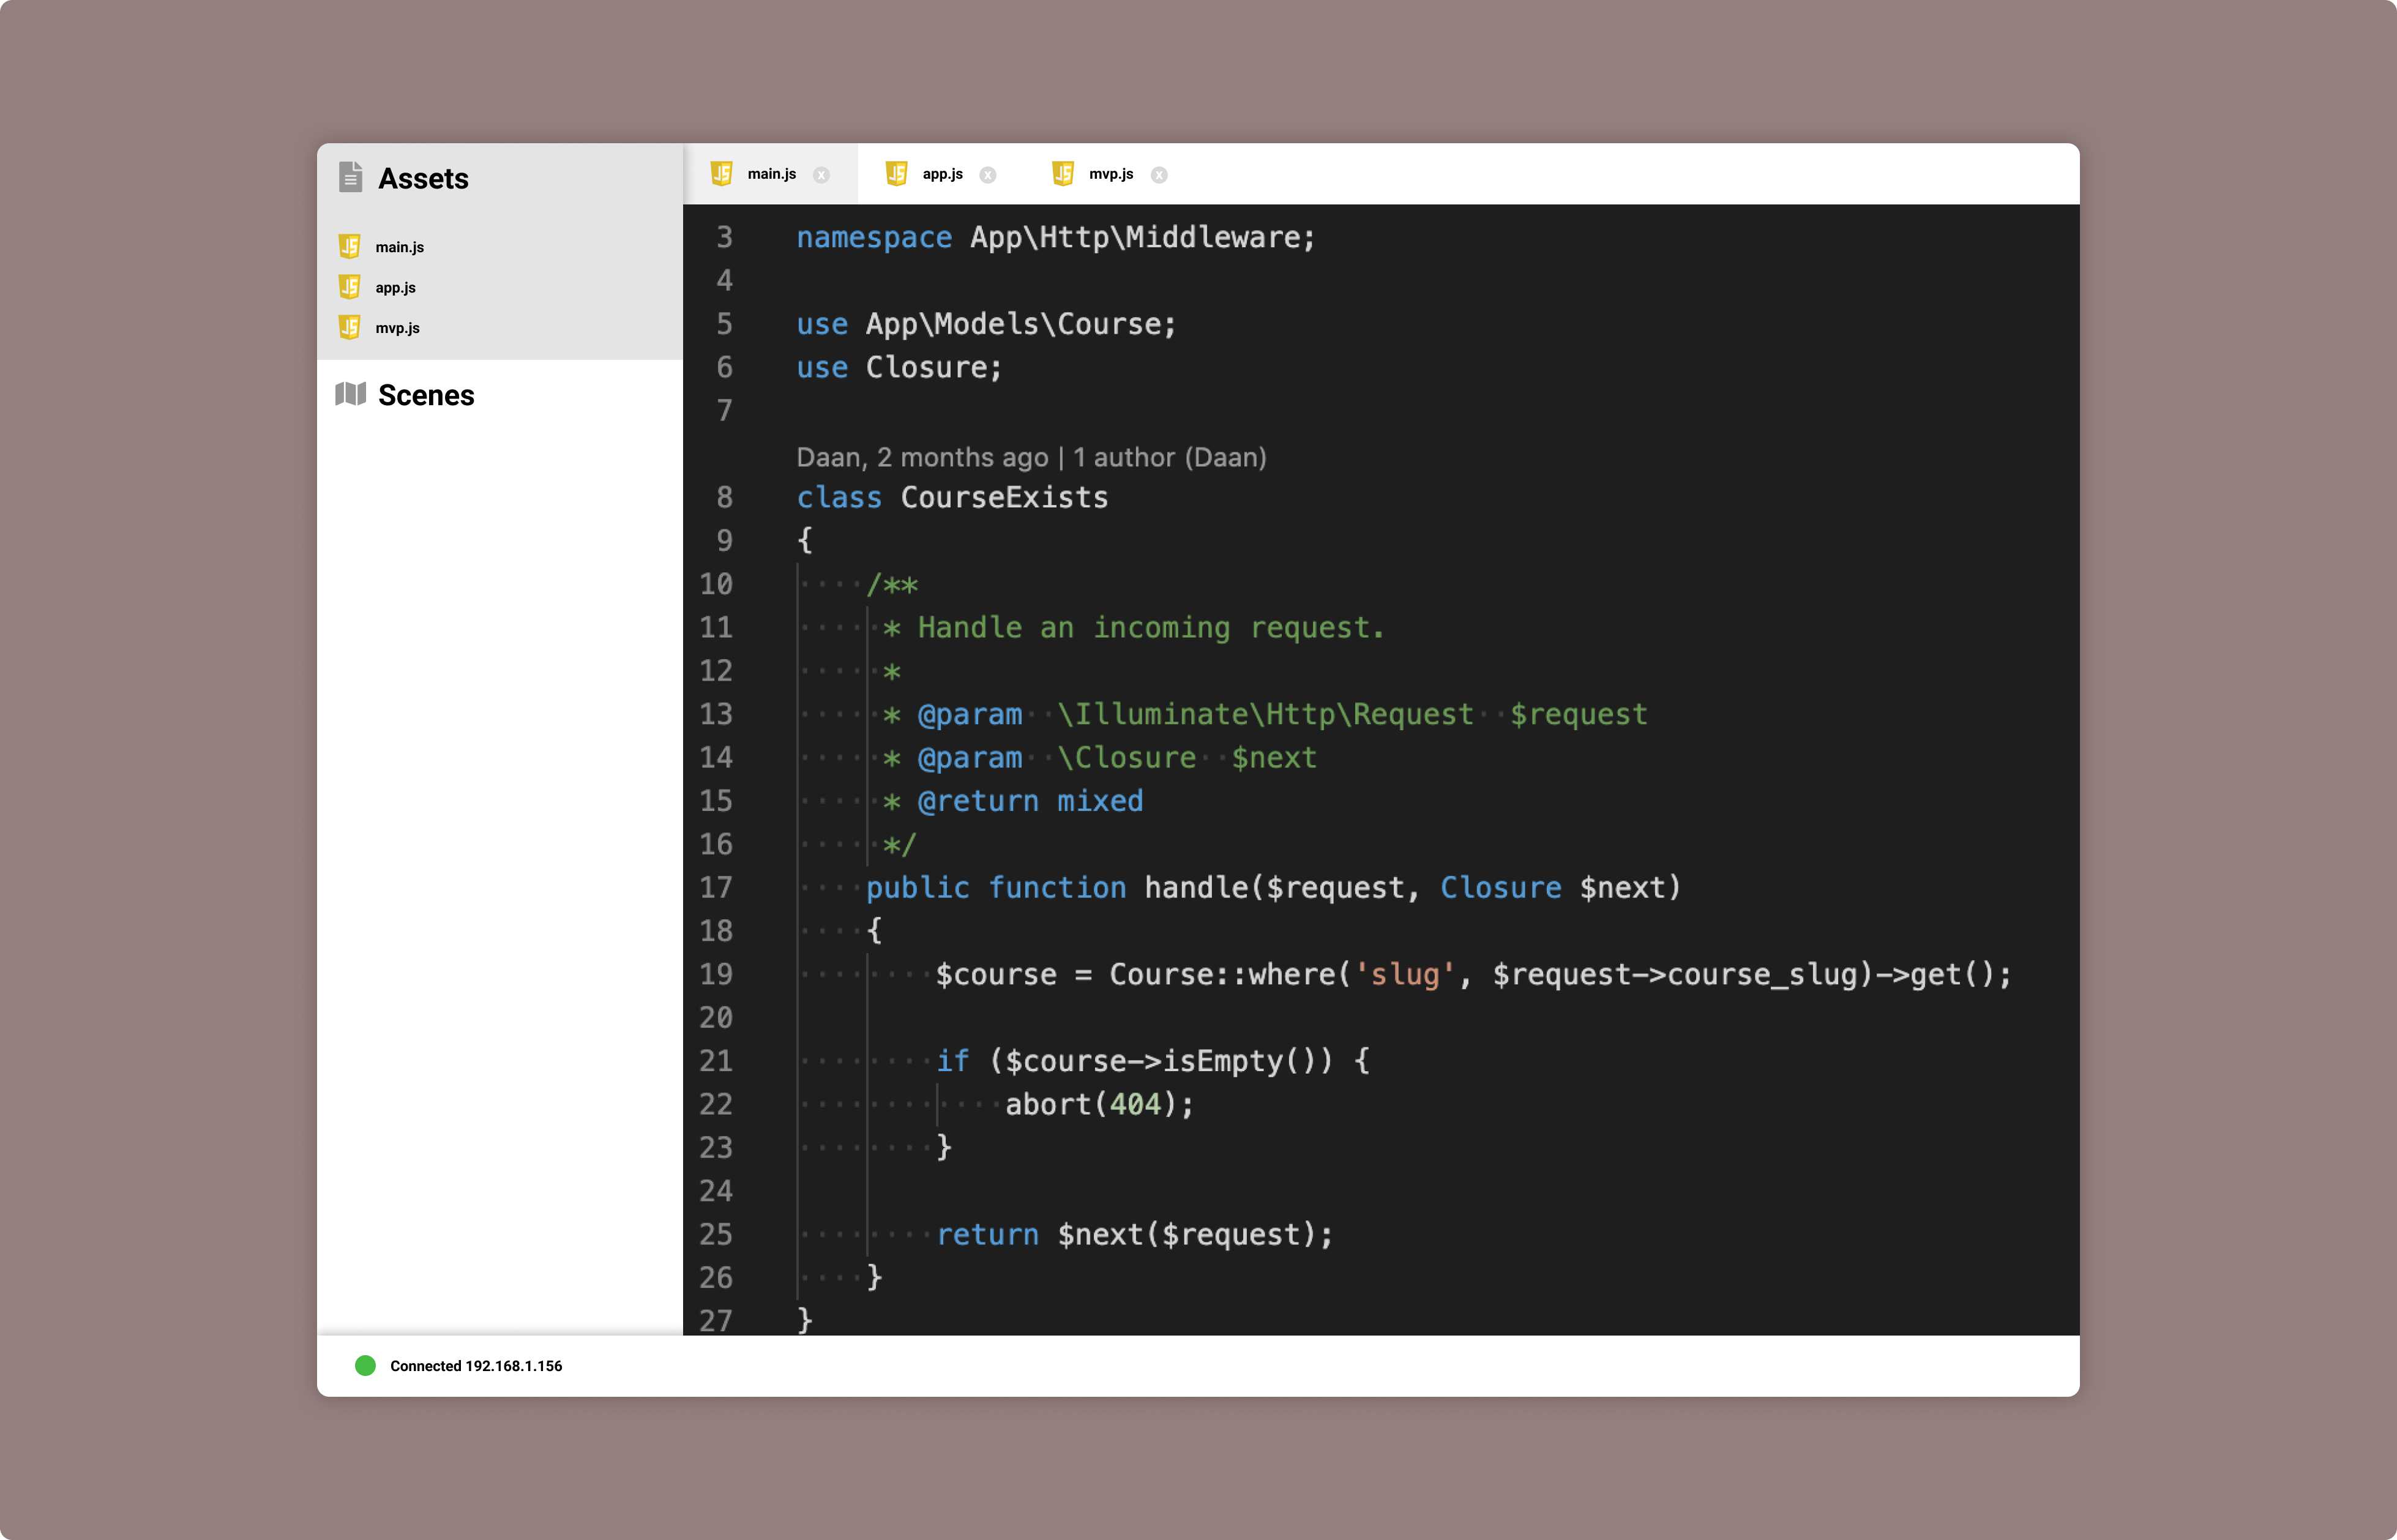 Assets
main.js
app.js
mvp.js
Scenes
JS main.js x JS app.js x JS mvp.js x
3 namespace App\Http\Middleware;
4
5 use App\Models\Course;
6 use Closure;
7
Daan, 2 months ago | 1 author (Daan)
8 class CourseExists
9 {
10 /**
11 * Handle an incoming request.
12 *
13 * @param \Illuminate\Http\Request $request
14 * @param \Closure $next
15 * @return mixed
16 */
17 public function handle($request, Closure $next)
18 {
19 $course = Course::where('slug', $request->course_slug)->get();
20
21 if ($course->isEmpty()) {
22 abort(404);
23 }
24
25 return $next($request);
26 }
27 }
Connected 192.168.1.156